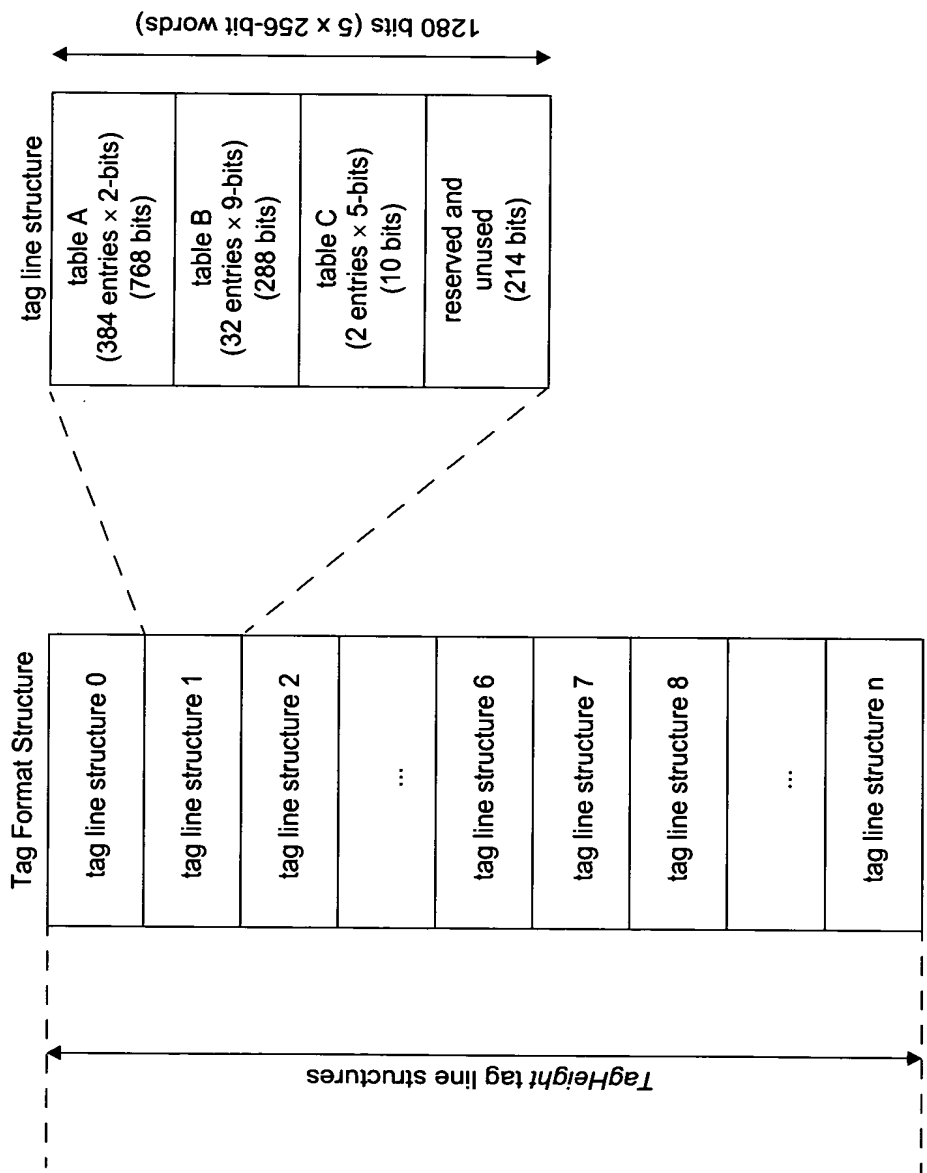 Tag Format Structure
tag line structure 0
tag line structure 1
tag line structure 2
...
tag line structure 6
tag line structure 7
tag line structure 8
...
tag line structure n
TagHeight tag line structures
tag line structure
table A
(384 entries × 2-bits)
(768 bits)
table B
(32 entries × 9-bits)
(288 bits)
table C
(2 entries × 5-bits)
(10 bits)
reserved and
unused
(214 bits)
1280 bits (5 x 256-bit words)